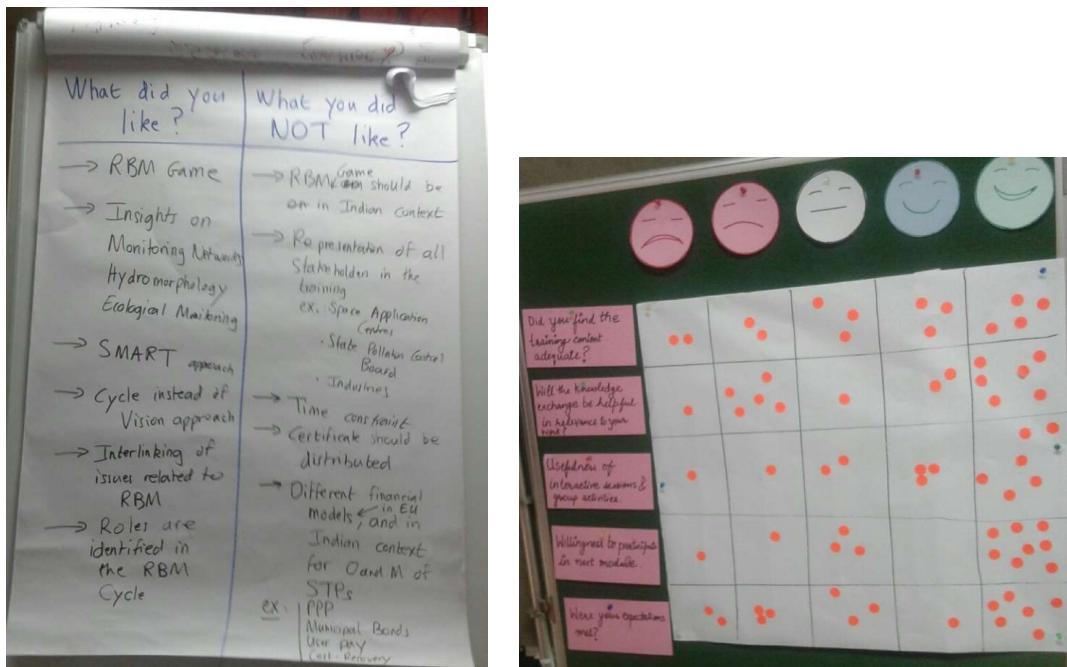 What did you
like?
→ RBM Game
→ Insights on
Monitoring Networks
Hydromorphology
Ecological Monitoring
→ SMART approach
→ Cycle instead of
Vision approach
→ Interlinking of
issues related to
RBM
→ Roles are
identified in
the RBM
Cycle
What you did
NOT like?
→ RBM Game should be
on in Indian context
→ Representation of all
Stakeholders in the
training
ex. Space Application
Centres
• State Pollution Control
Board
• Industries
→ Time constraint
→ Certificate should be
distributed
→ Different financial
models in EU
, and in
Indian context
for O and M of
STPs
ex. PPP
Municipal Bonds
User pay
Cost-Recovery
Did you find the
training content
adequate?
Will the knowledge
exchange be helpful
in relevance to your
Usefulness of
interactive sessions &
group activities.
Willingness to participate
in next module.
Were your expectations
met?